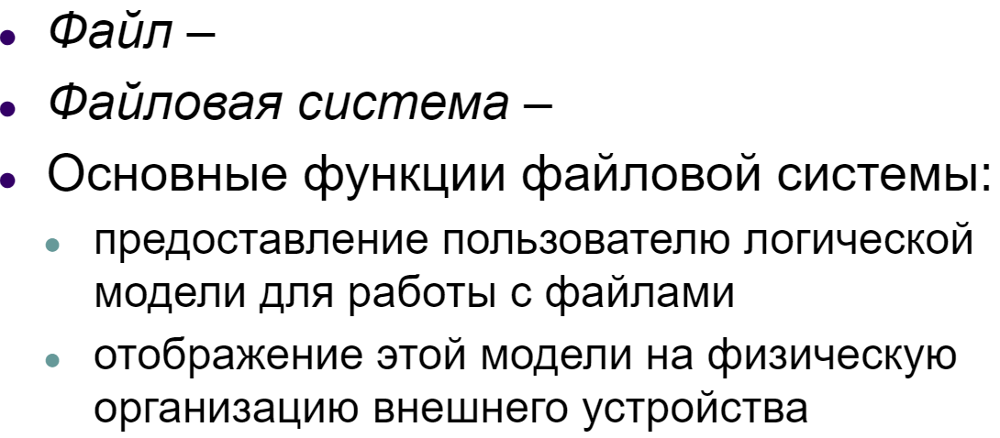 • Файл –
• Файловая система –
• Основные функции файловой системы:
• предоставление пользователю логической
модели для работы с файлами
• отображение этой модели на физическую
организацию внешнего устройства